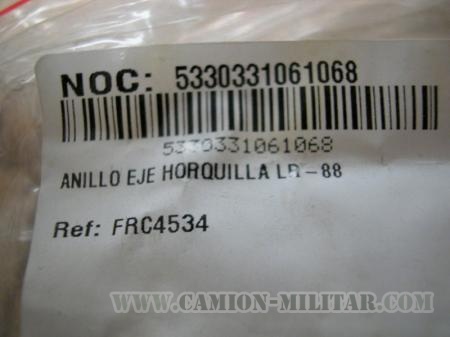 NOC: 5330331061068
5330331061068
ANILLO EJE HORQUILLA LR-88
Ref: FRC4534
WWW.CAMION-MILITAR.COM